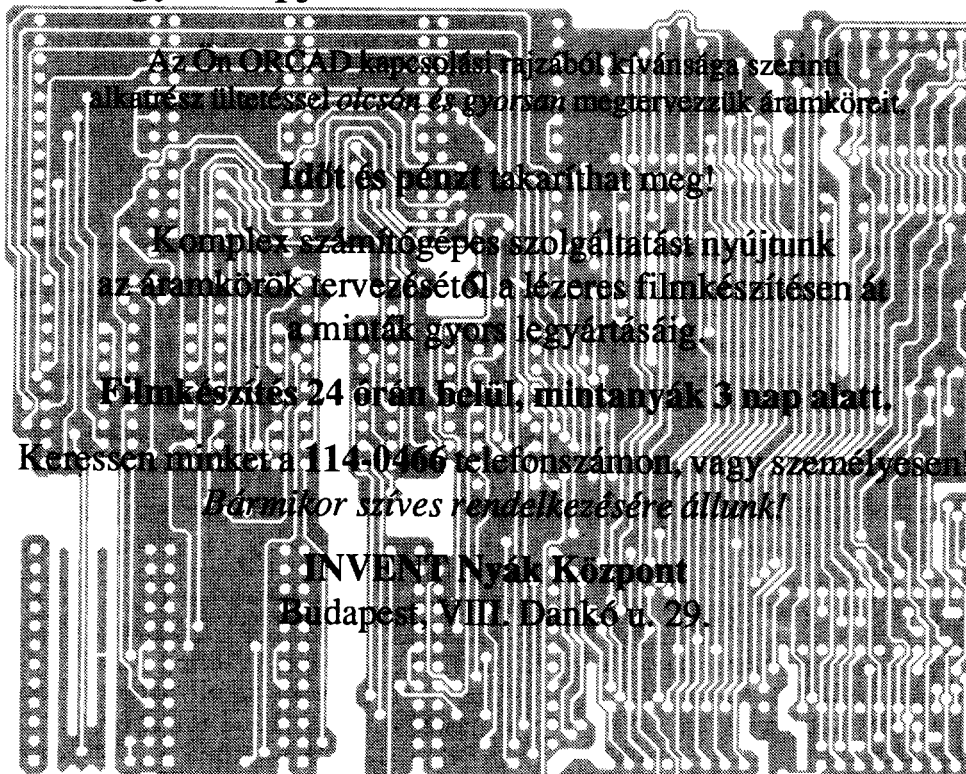 Az Ön ORCAD kapcsolási rajzából kívánsága szerinti
alkatrész ültetéssel olcsón és gyorsan megtervezzük áramköreit.
Időt és pénzt takaríthat meg!
Komplex számítógépes szolgáltatást nyújtunk
az áramkörök tervezésétől a lézeres filmkészítésen át
a minták gyors legyártásáig.
Filmkészítés 24 órán belül, mintanyák 3 nap alatt.
Keressen minket a 114-0466 telefonszámon, vagy személyesen!
Bármikor szíves rendelkezésére állunk!
INVENT Nyák Központ
Budapest, VIII. Dankó u. 29.